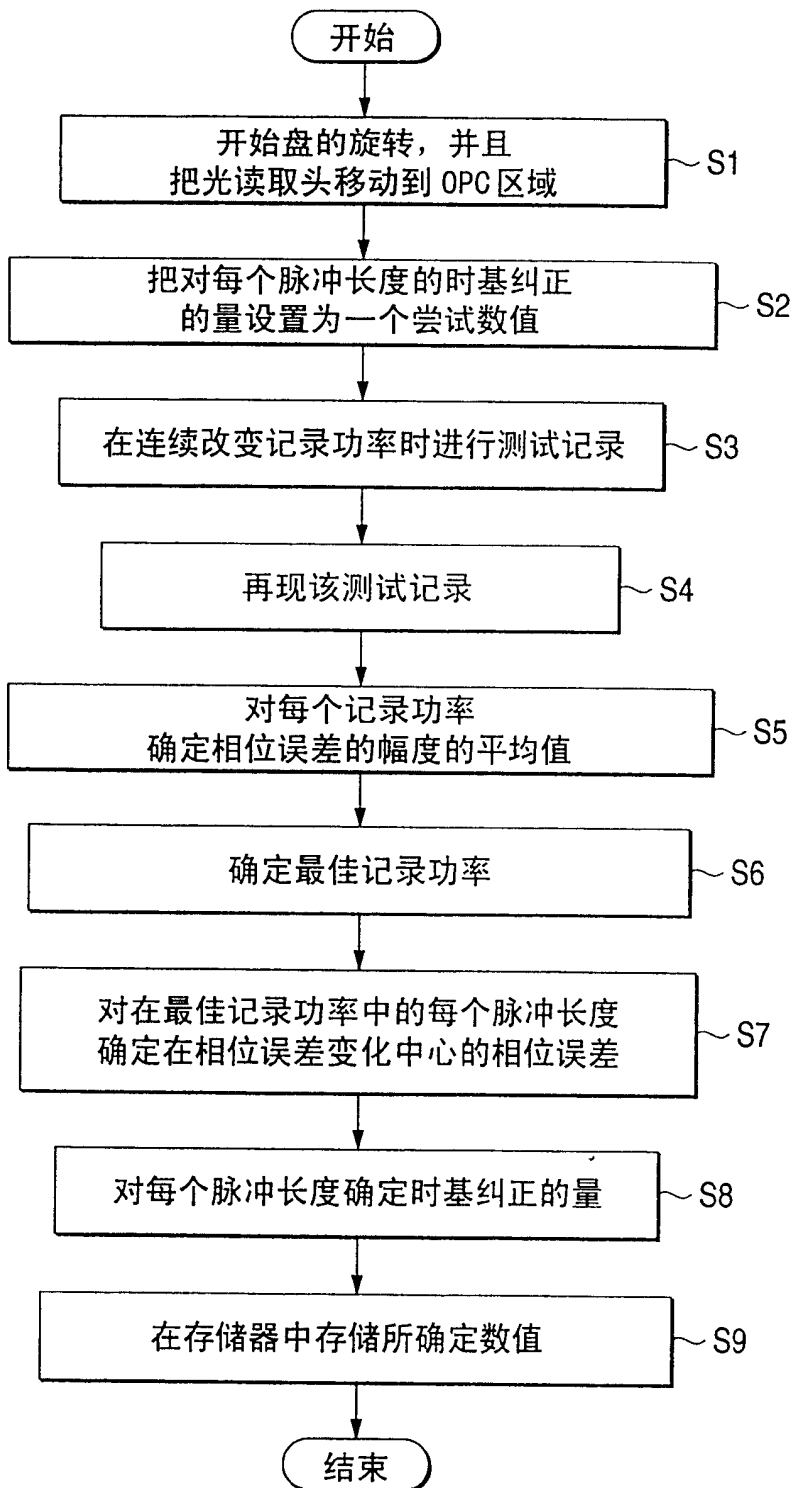 开始
开始盘的旋转，并且
把光读取头移动到 OPC 区域
S1
把对每个脉冲长度的时基纠正
的量设置为一个尝试数值
S2
在连续改变记录功率时进行测试记录
S3
再现该测试记录
S4
对每个记录功率
确定相位误差的幅度的平均值
S5
确定最佳记录功率
S6
对在最佳记录功率中的每个脉冲长度
确定在相位误差变化中心的相位误差
S7
对每个脉冲长度确定时基纠正的量
S8
在存储器中存储所确定数值
S9
结束